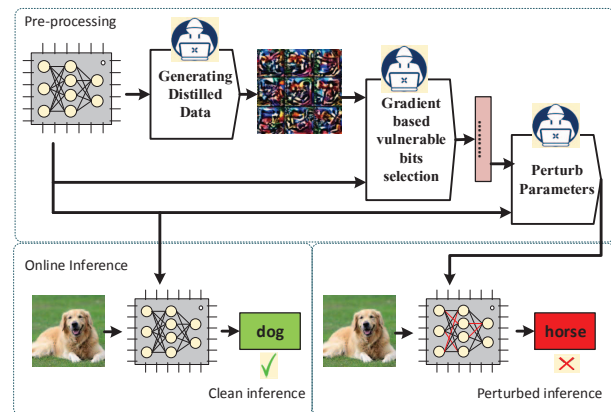 Pre-processing
Generating
Distilled
Data
Gradient
based
vulnerable
bits
selection
Perturb
Parameters
Online Inference
dog
Clean inference
horse
Perturbed inference